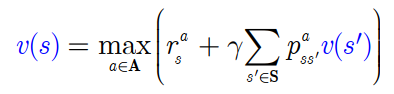 v(s) = max_{a∈A} ( r_s^a + γ ∑_{s′∈S} p_{ss′}^a v(s′) )